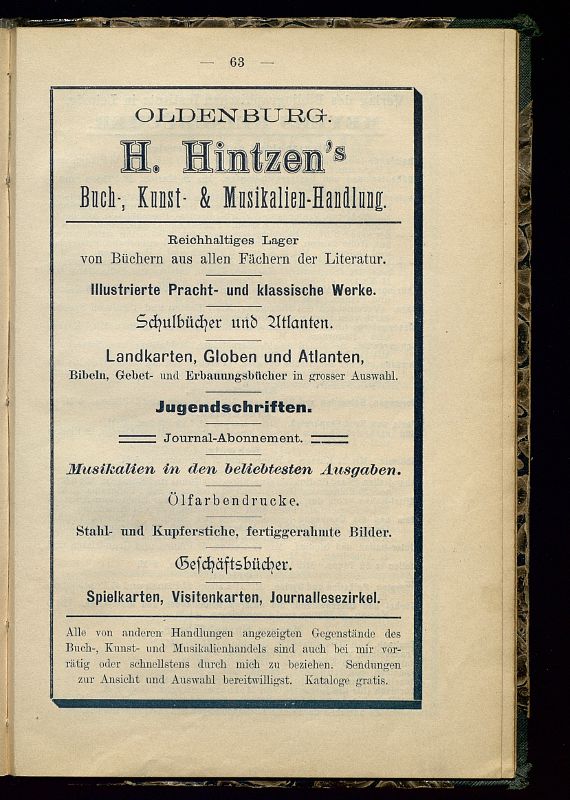 — 63 —
OLDENBURG.
H. Hintzen's
Buch-, Kunst- & Musikalien-Handlung.
Reichhaltiges Lager
von Büchern aus allen Fächern der Literatur.
Illustrierte Pracht- und klassische Werke.
Schulbücher und Atlanten.
Landkarten, Globen und Atlanten,
Bibeln, Gebet- und Erbauungsbücher in grosser Auswahl.
Jugendschriften.
Journal-Abonnement.
Musikalien in den beliebtesten Ausgaben.
Ölfarbendrucke.
Stahl- und Kupferstiche, fertiggerahmte Bilder.
Geschäftsbücher.
Spielkarten, Visitenkarten, Journallesezirkel.
Alle von anderen Handlungen angezeigten Gegenstände des
Buch-, Kunst- und Musikalienhandels sind auch bei mir vor-
rätig oder schnellstens durch mich zu beziehen. Sendungen
zur Ansicht und Auswahl bereitwilligst. Kataloge gratis.